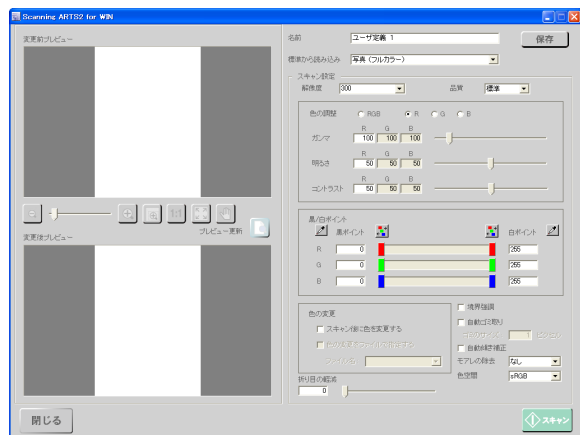 Scanning ARTS2 for WIN
変更前プレビュー
1:1
プレビュー更新
変更後プレビュー
閉じる
名前 ユーザ定義 1 保存
標準から読み込み 写真 (フルカラー)
スキャン設定
解像度 300 品質 標準
色の調整 RGB R G B
R G B
ガンマ 100 100 100
R G B
明るさ 50 50 50
R G B
コントラスト 50 50 50
黒/白ポイント
黒ポイント 白ポイント
R 0 255
G 0 255
B 0 255
色の変更
スキャン後に色を変更する
境界強調
自動ゴミ取り
自動傾き補正
モアレの除去 なし
色空間 sRGB
折り目の軽減
0
スキャン